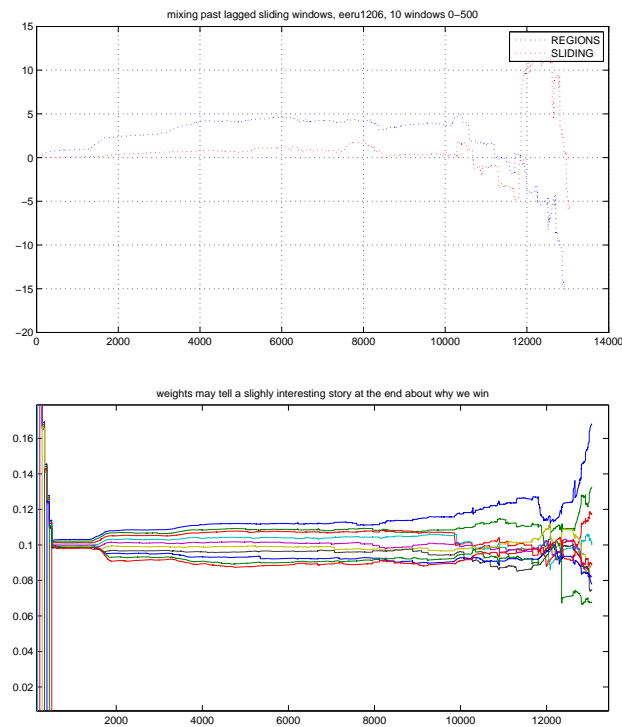 mixing past lagged sliding windows, eeru1206, 10 windows 0−500
15
REGIONS
SLIDING
10
5
0
−5
−10
−15
−20
0 2000 4000 6000 8000 10000 12000 14000
weights may tell a slighly interesting story at the end about why we win
0.16
0.14
0.12
0.1
0.08
0.06
0.04
0.02
2000 4000 6000 8000 10000 12000